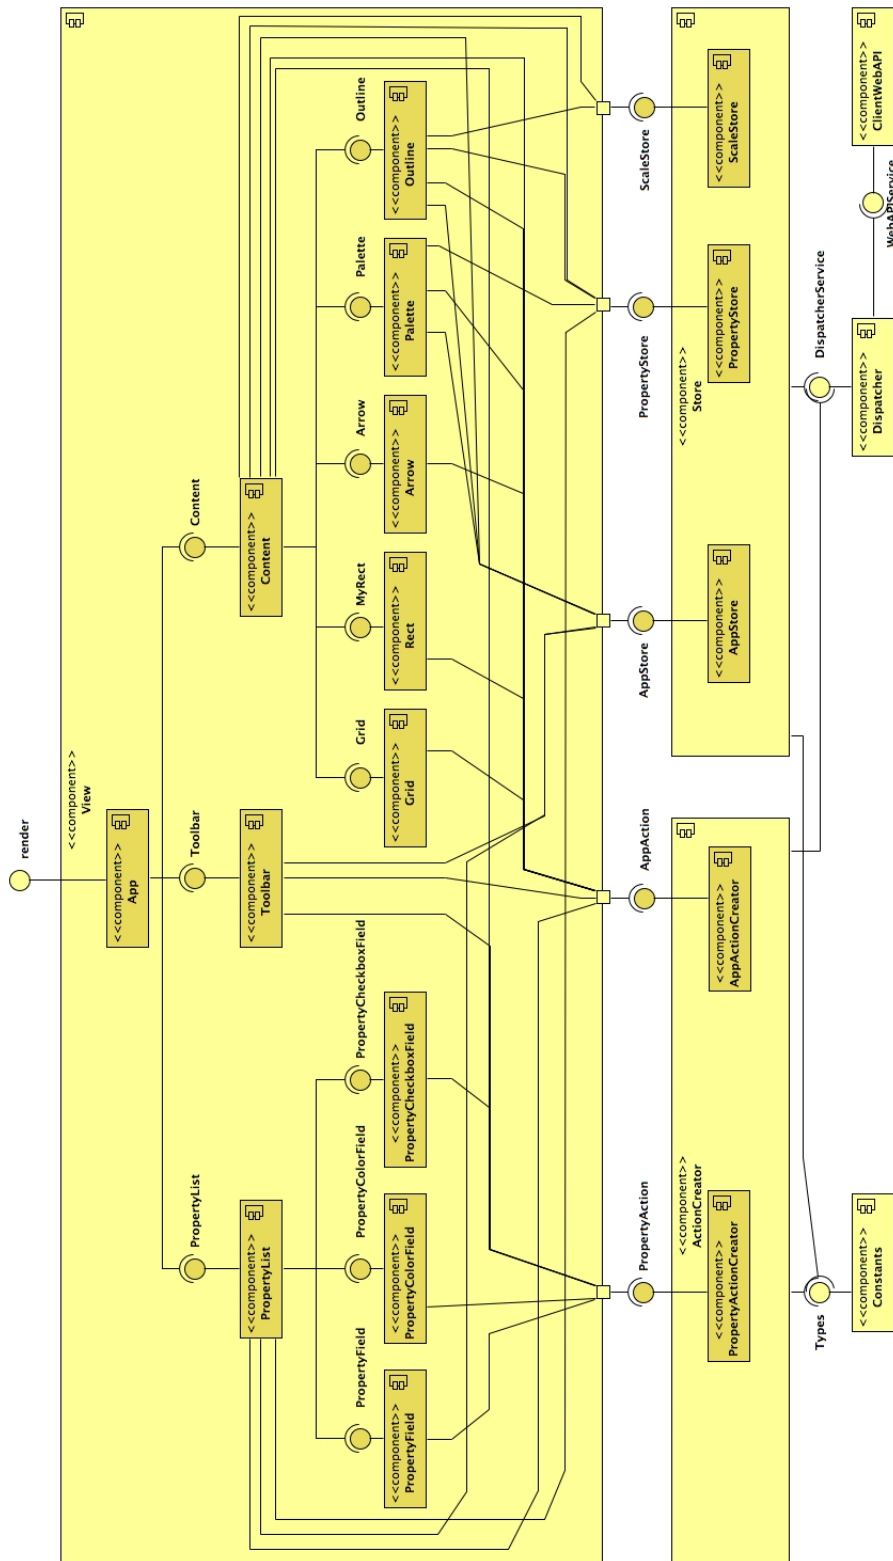 render
<<component>>
View
<<component>>
App
PropertyList
Toolbar
Content
<<component>>
PropertyList
<<component>>
Toolbar
<<component>>
Content
PropertyField
PropertyColorField
PropertyCheckboxField
Grid
MyRect
Arrow
Palette
Outline
<<component>>
PropertyField
<<component>>
PropertyColorField
<<component>>
PropertyCheckboxField
<<component>>
Grid
<<component>>
Rect
<<component>>
Arrow
<<component>>
Palette
<<component>>
Outline
PropertyAction
AppAction
AppStore
PropertyStore
ScaleStore
<<component>>
ActionCreator
<<component>>
Store
<<component>>
PropertyActionCreator
<<component>>
AppActionCreator
<<component>>
AppStore
<<component>>
PropertyStore
<<component>>
ScaleStore
Types
DispatcherService
<<component>>
Constants
<<component>>
Dispatcher
WebAPIService
<<component>>
ClientWebAPI